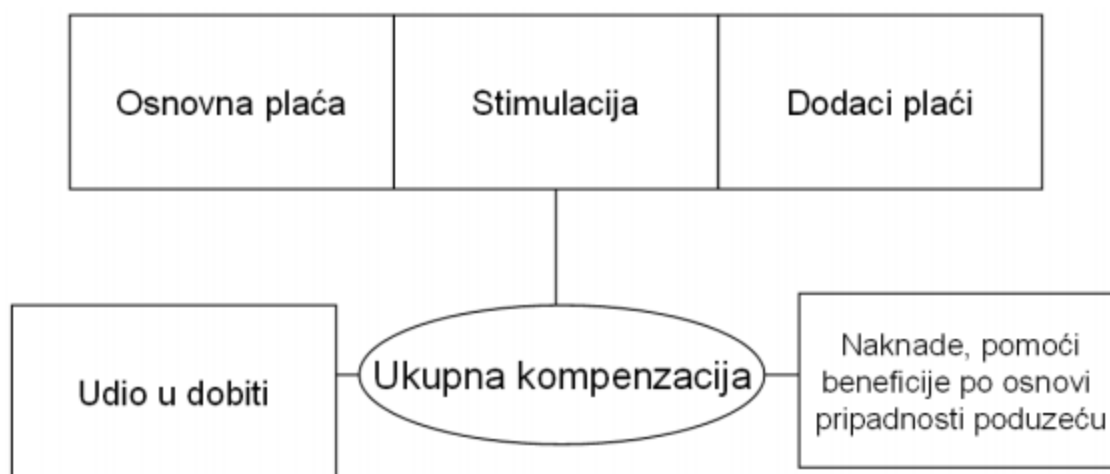 Osnovna plaća
Stimulacija
Dodaci plaći
Udio u dobiti
Ukupna kompenzacija
Naknade, pomoći
beneficije po osnovi
pripadnosti poduzeću